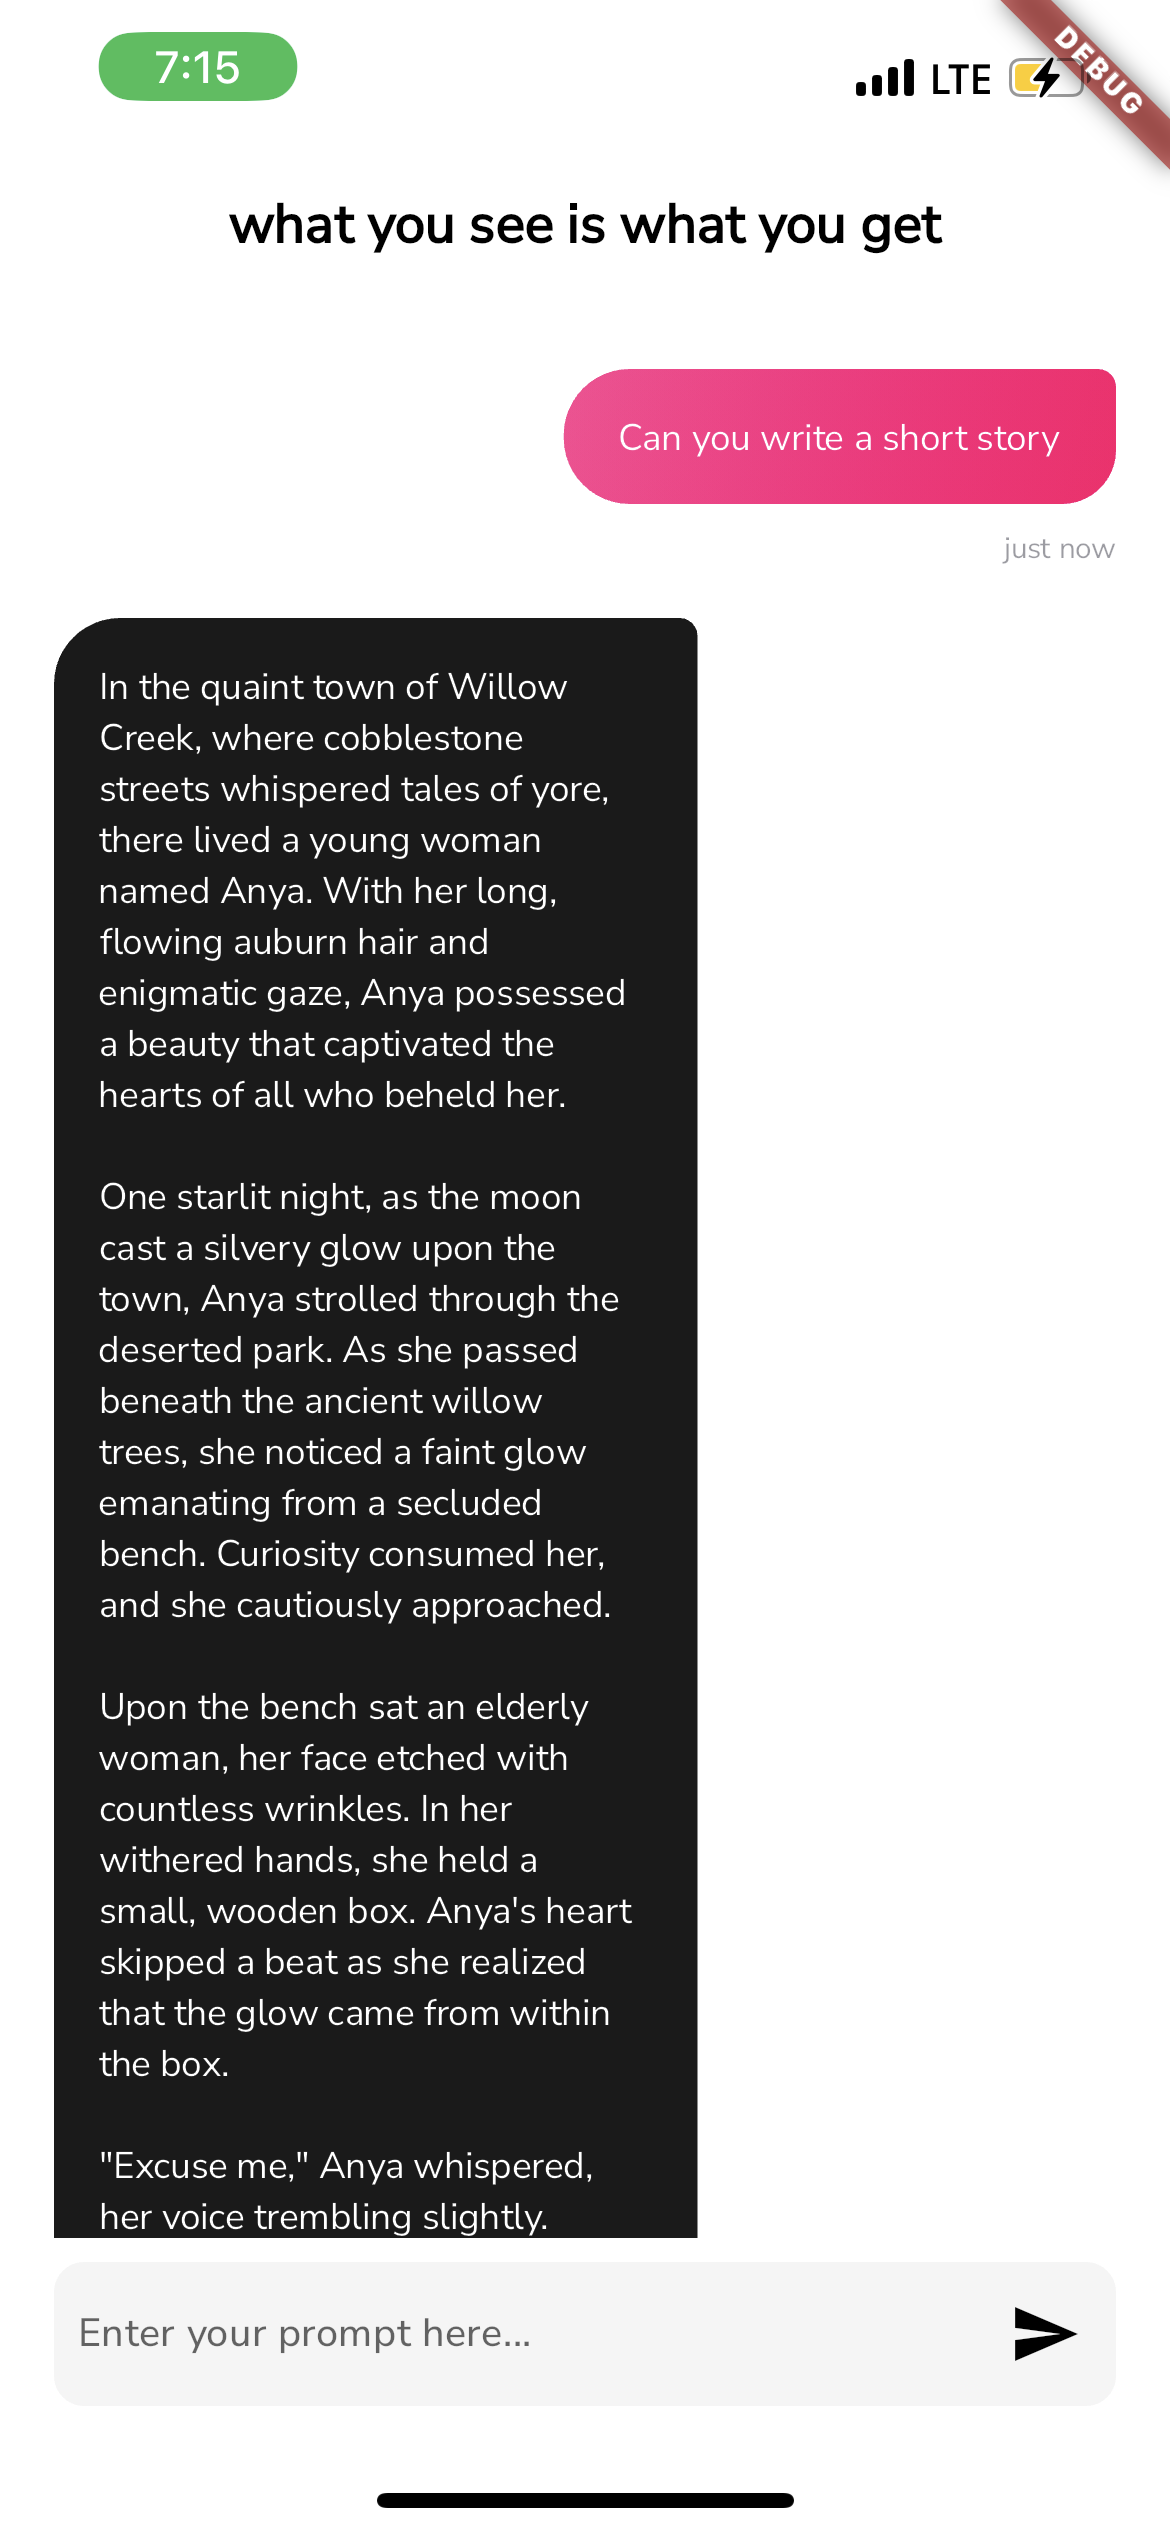 7:15
LTE
DEBUG
what you see is what you get
Can you write a short story
just now
In the quaint town of Willow
Creek, where cobblestone
streets whispered tales of yore,
there lived a young woman
named Anya. With her long,
flowing auburn hair and
enigmatic gaze, Anya possessed
a beauty that captivated the
hearts of all who beheld her.
One starlit night, as the moon
cast a silvery glow upon the
town, Anya strolled through the
deserted park. As she passed
beneath the ancient willow
trees, she noticed a faint glow
emanating from a secluded
bench. Curiosity consumed her,
and she cautiously approached.
Upon the bench sat an elderly
woman, her face etched with
countless wrinkles. In her
withered hands, she held a
small, wooden box. Anya's heart
skipped a beat as she realized
that the glow came from within
the box.
"Excuse me," Anya whispered,
her voice trembling slightly.
Enter your prompt here...